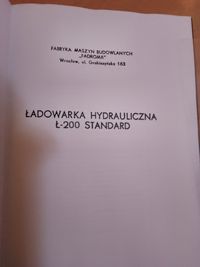 FABRYKA MASZYN BUDOWLANYCH
„FADROMA"
Wrocław, ul. Grabiszyńska 163
ŁADOWARKA HYDRAULICZNA
Ł-200 STANDARD